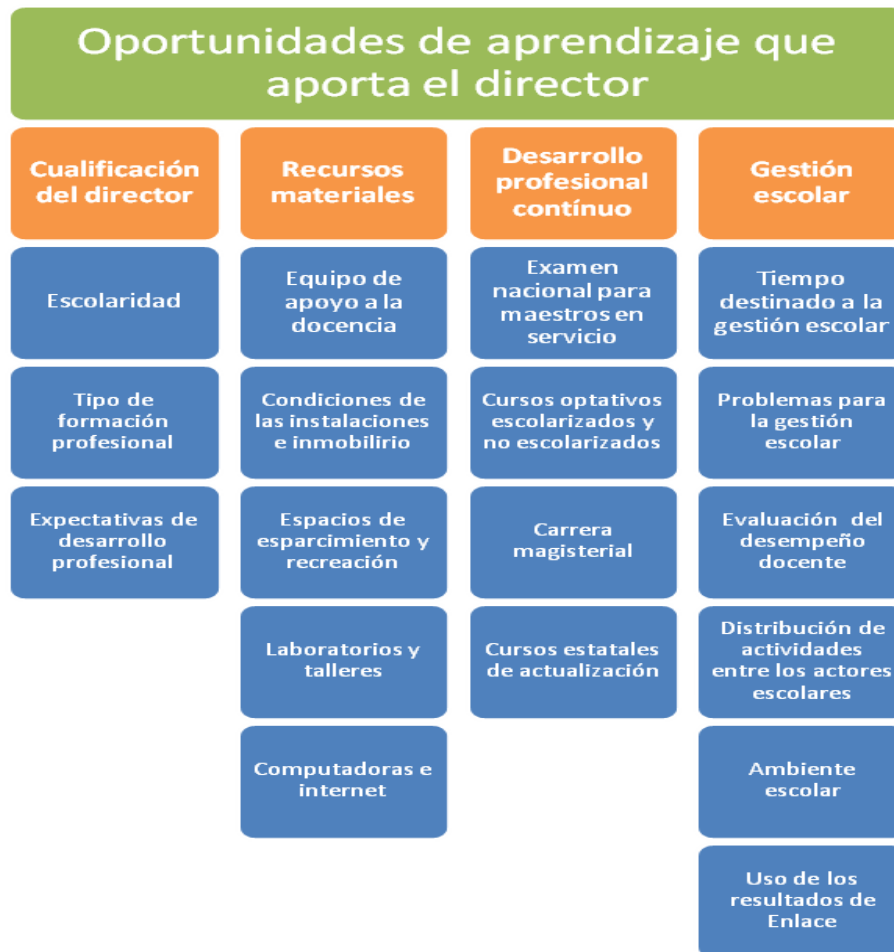 Oportunidades de aprendizaje que
aporta el director
Cualificación
del director
Escolaridad
Tipo de
formación
profesional
Expectativas de
desarrollo
profesional
Recursos
materiales
Equipo de
apoyo a la
docencia
Condiciones de
las instalaciones
e inmobilirio
Espacios de
esparcimiento y
recreación
Laboratorios y
talleres
Computadoras e
internet
Desarrollo
profesional
contínuo
Examen
nacional para
maestros en
servicio
Cursos optativos
escolarizados y
no escolarizados
Carrera
magisterial
Cursos estatales
de actualización
Gestión
escolar
Tiempo
destinado a la
gestión escolar
Problemas para
la gestión
escolar
Evaluación del
desempeño
docente
Distribución de
actividades
entre los actores
escolares
Ambiente
escolar
Uso de los
resultados de
Enlace